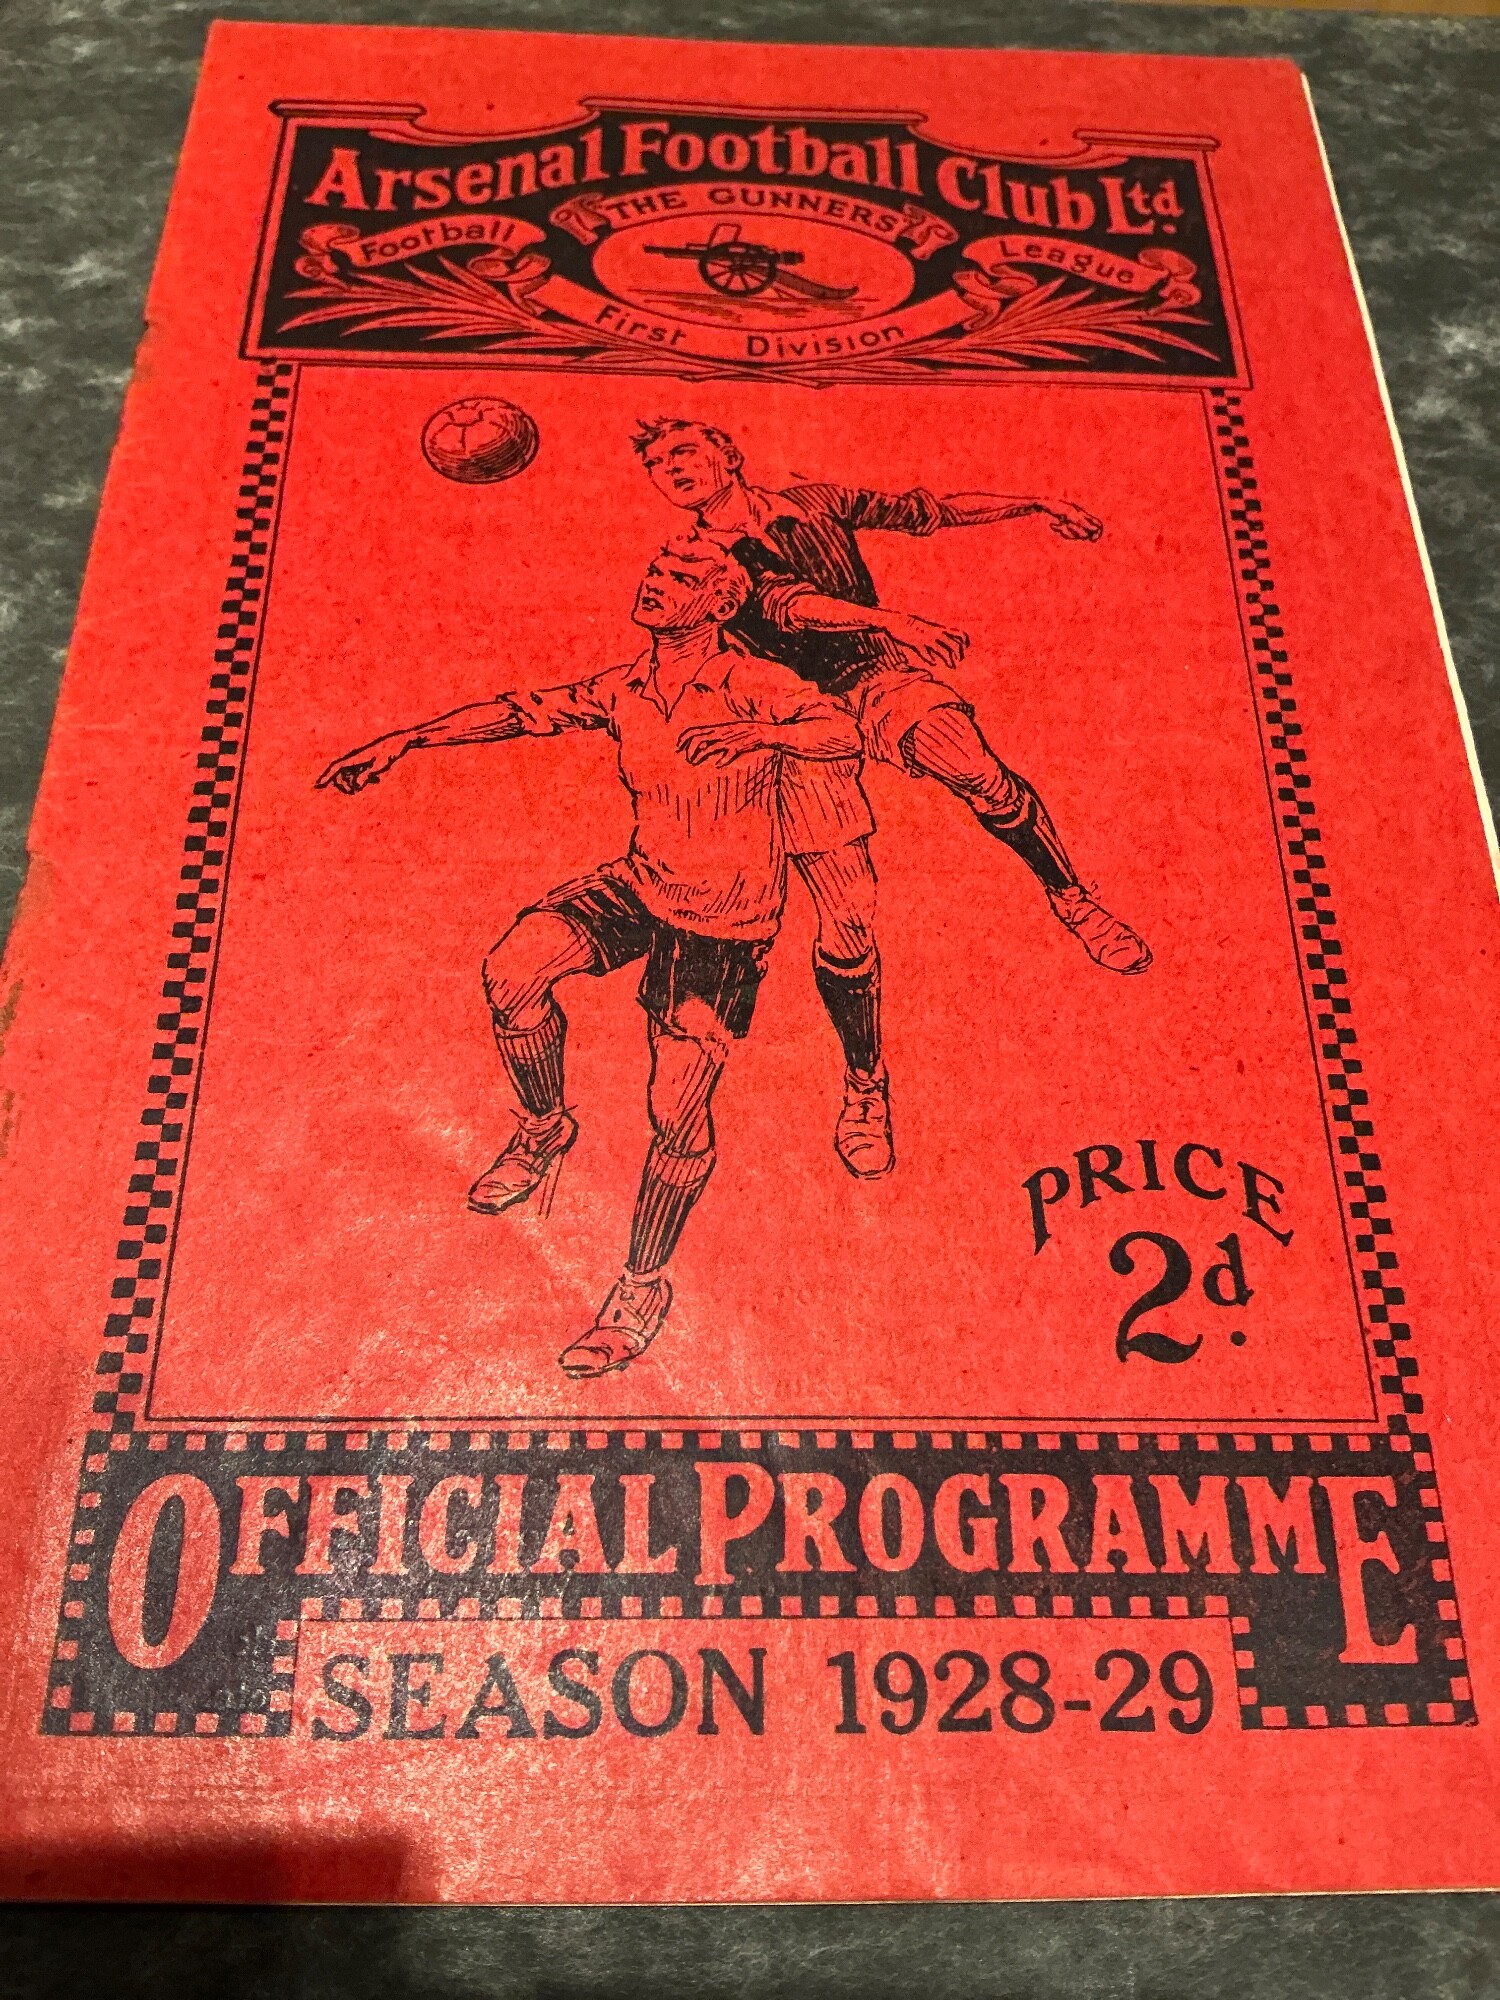 Arsenal Football Club Ltd.
THE GUNNERS
Football League
First Division
PRICE
2d.
OFFICIAL PROGRAMME
SEASON 1928-29